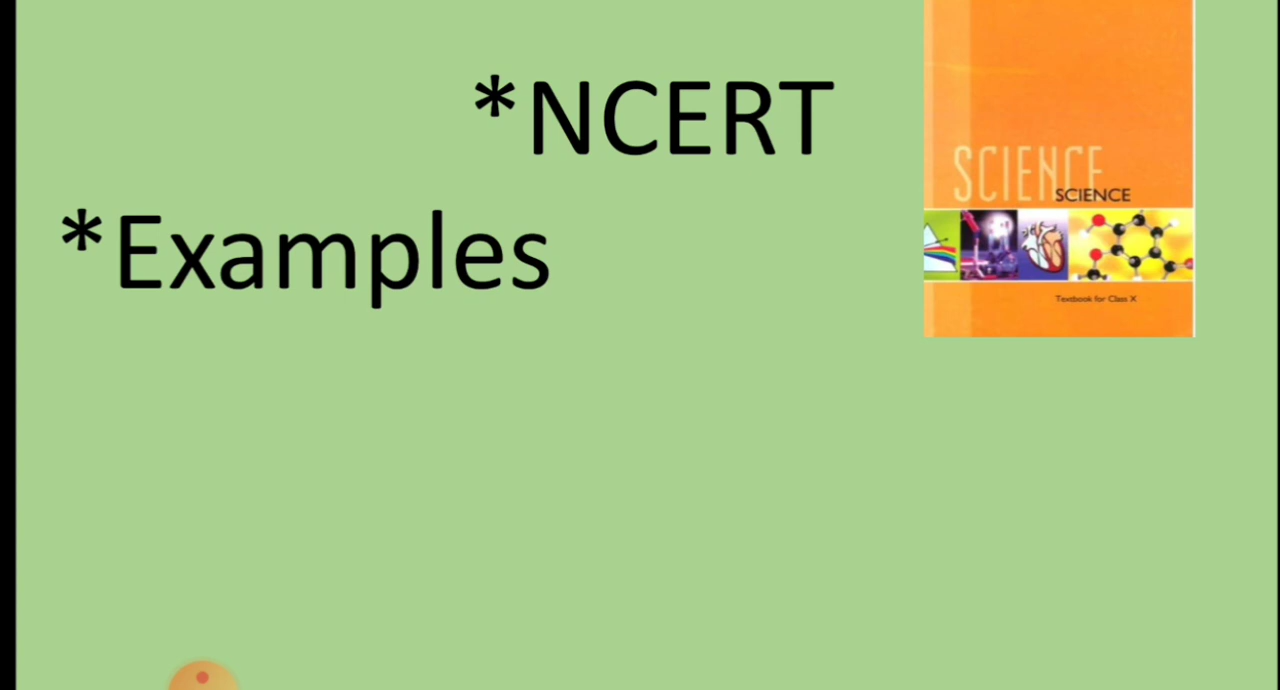 *NCERT
*Examples
SCIENCE
SCIENCE
Textbook for Class X